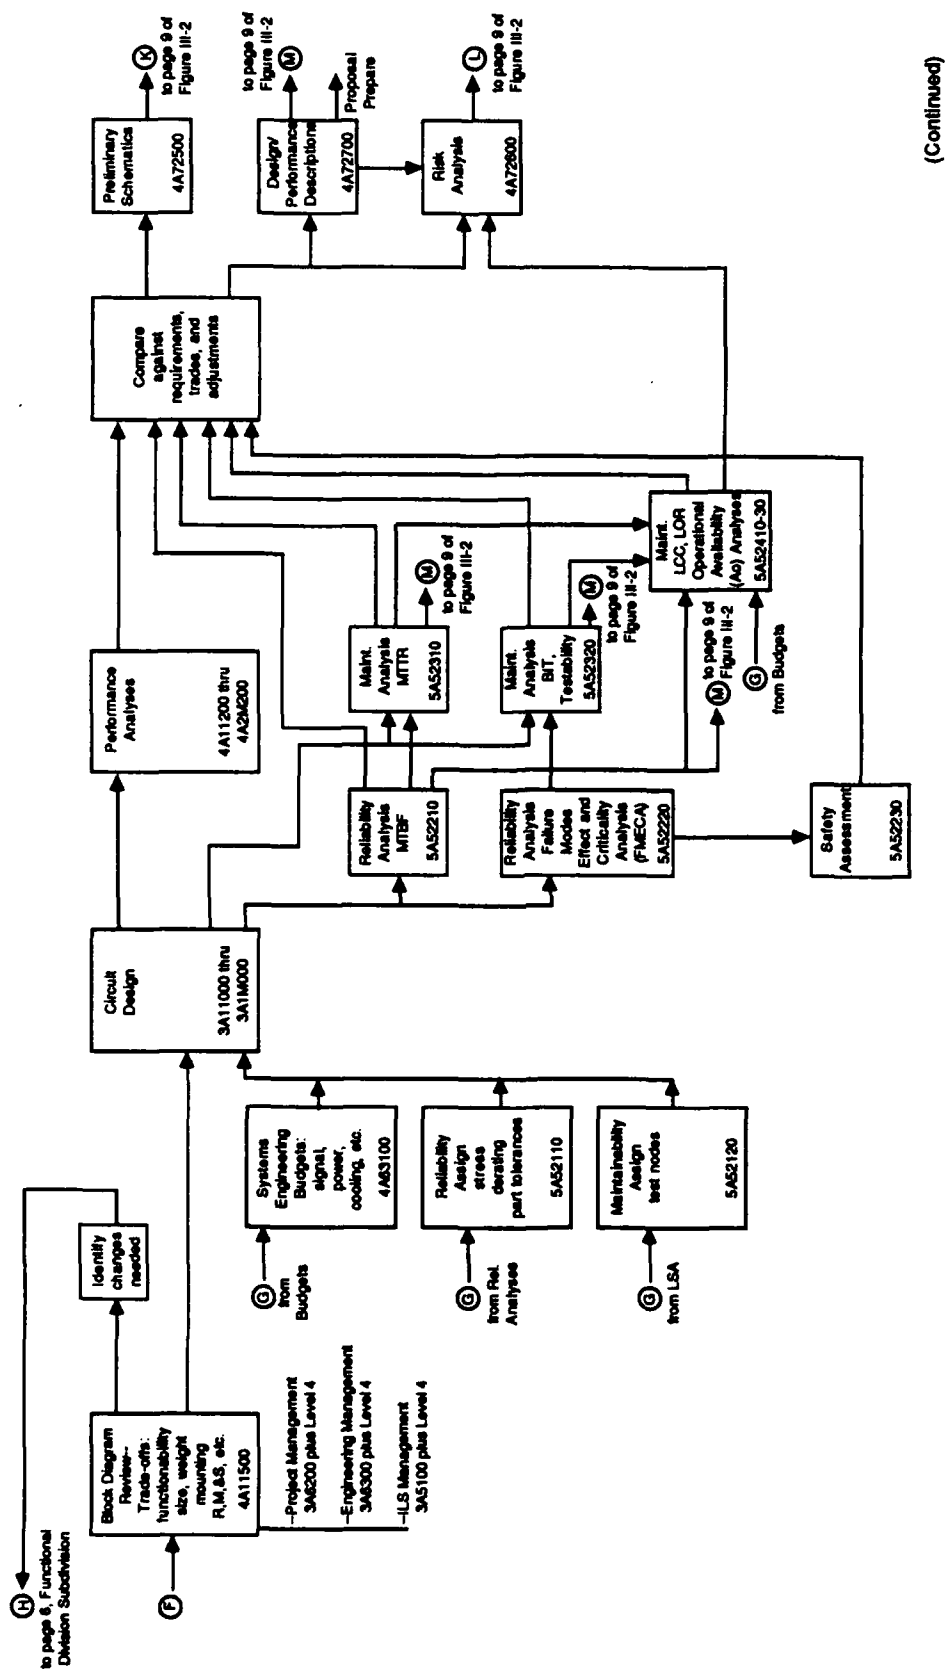 H
to page 6, Functional
Division Subdivision
F
Block Diagram
Review--
Trade-offs:
functionability
size, weight
mounting
R,M,&S, etc.
4A11500
--Project Management
3A6200 plus Level 4
--Engineering Management
3A6300 plus Level 4
--ILS Management
3A5100 plus Level 4
Identify
changes
needed
G
from
Budgets
Systems
Engineering
Budgets:
signal,
power,
cooling, etc.
4A63100
G
from Rel.
Analyses
Reliability
Assign
stress
derating
part tolerances
5A52110
G
from LSA
Maintainability
Assign
test nodes
5A52120
Circuit
Design
3A11000 thru
3A1M000
Performance
Analyses
4A11200 thru
4A2M200
Reliability
Analysis
MTBF
5A52210
Reliability
Analysis
Failure
Modes
Effect and
Criticality
Analysis
(FMECA)
5A52220
Safety
Assessment
5A52230
Maint.
Analysis
MTTR
5A52310
M
to page 9 of
Figure III-2
Maint.
Analysis
BIT,
Testability
5A52320
M
to page 9 of
Figure III-2
M
to page 9 of
Figure III-2
G
from Budgets
Maint.
LCC, LOR
Operational
Availability
(Ao) Analyses
5A52410-30
Compare
against
requirements,
trades, and
adjustments
Preliminary
Schematics
4A72500
K
to page 9 of
Figure III-2
Design/
Performance
Descriptions
4A72700
M
to page 9 of
Figure III-2
Proposal
Prepare
Risk
Analysis
4A72600
L
to page 9 of
Figure III-2
(Continued)